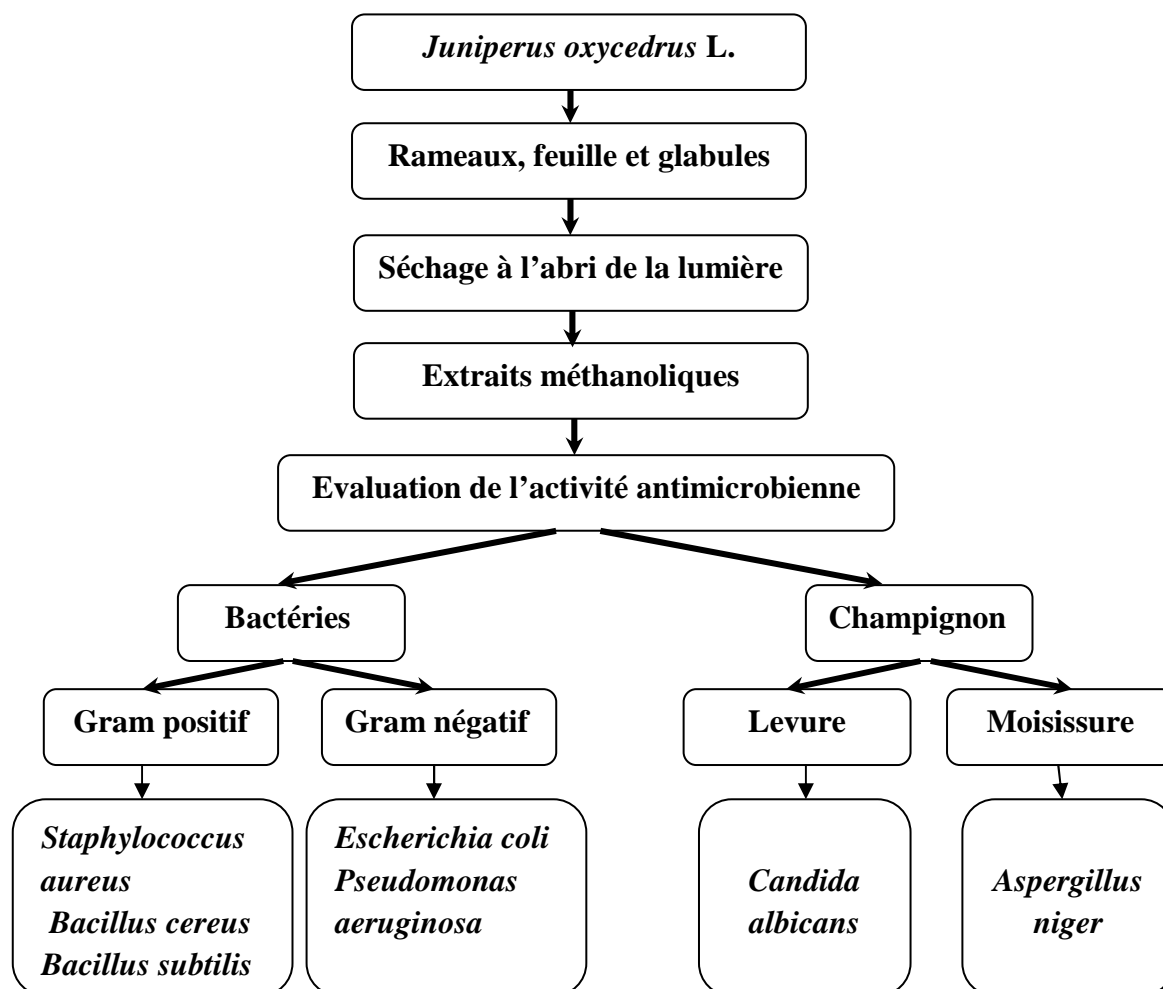 Juniperus oxycedrus L.
Rameaux, feuille et glabules
Séchage à l’abri de la lumière
Extraits méthanoliques
Evaluation de l’activité antimicrobienne
Bactéries
Champignon
Gram positif
Gram négatif
Levure
Moisissure
Staphylococcus
aureus
Bacillus cereus
Bacillus subtilis
Escherichia coli
Pseudomonas
aeruginosa
Candida
albicans
Aspergillus
niger